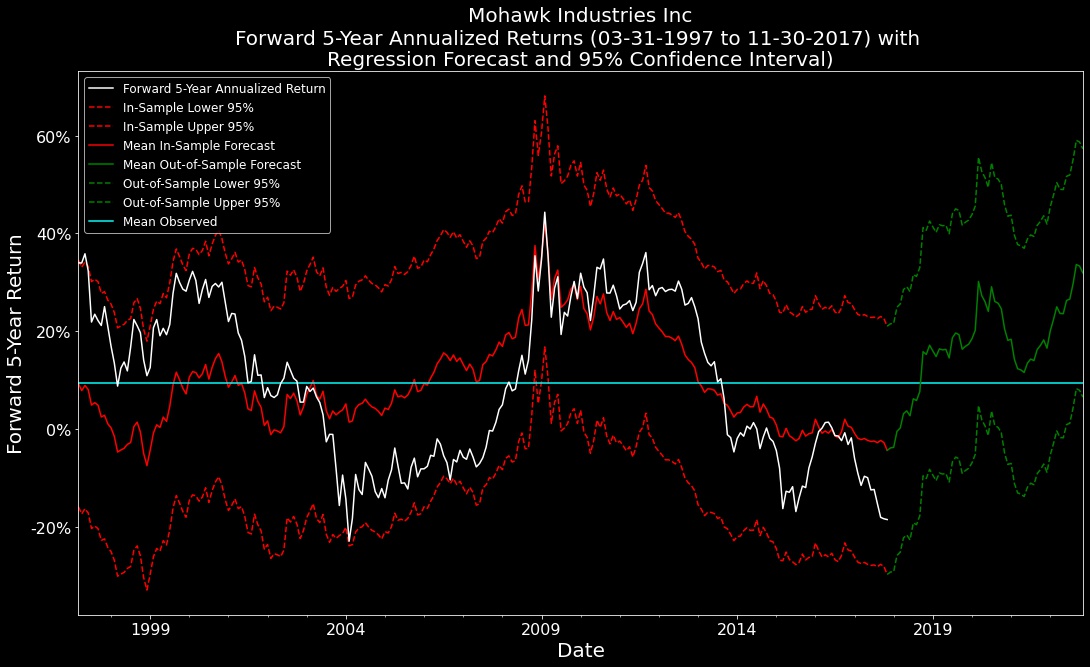 Mohawk Industries Inc
Forward 5-Year Annualized Returns (03-31-1997 to 11-30-2017) with
Regression Forecast and 95% Confidence Interval)
Forward 5-Year Annualized Return
In-Sample Lower 95%
In-Sample Upper 95%
Mean In-Sample Forecast
Mean Out-of-Sample Forecast
Out-of-Sample Lower 95%
Out-of-Sample Upper 95%
Mean Observed
Forward 5-Year Return
60%
40%
20%
0%
-20%
1999
2004
2009
2014
2019
Date